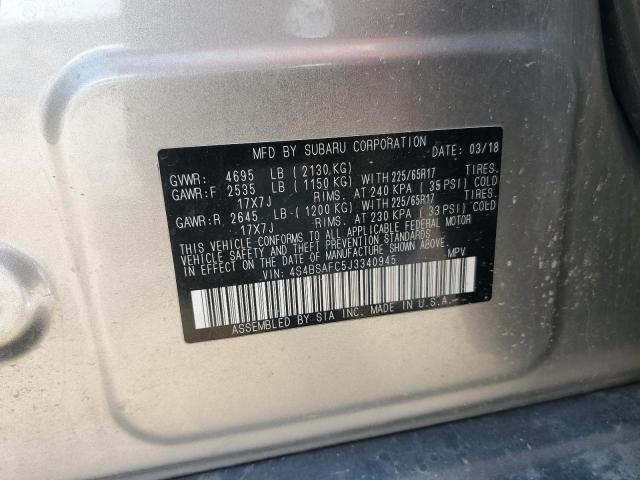 MFD BY SUBARU CORPORATION DATE: 03/18
GVWR: 4695 LB ( 2130 KG)
GAWR:F 2535 LB ( 1150 KG) WITH 225/65R17 TIRES.
17X7J RIMS. AT 240 KPA ( 35 PSI) COLD
GAWR:R 2645 LB ( 1200 KG) WITH 225/65R17 TIRES.
17X7J RIMS. AT 230 KPA ( 33 PSI) COLD
THIS VEHICLE CONFORMS TO ALL APPLICABLE FEDERAL MOTOR
VEHICLE SAFETY AND THEFT PREVENTION STANDARDS
IN EFFECT ON THE DATE OF MANUFACTURE SHOWN ABOVE.
VIN: 4S4BSAFC5J3340945 MPV
ASSEMBLED BY SIA INC. MADE IN U.S.A.